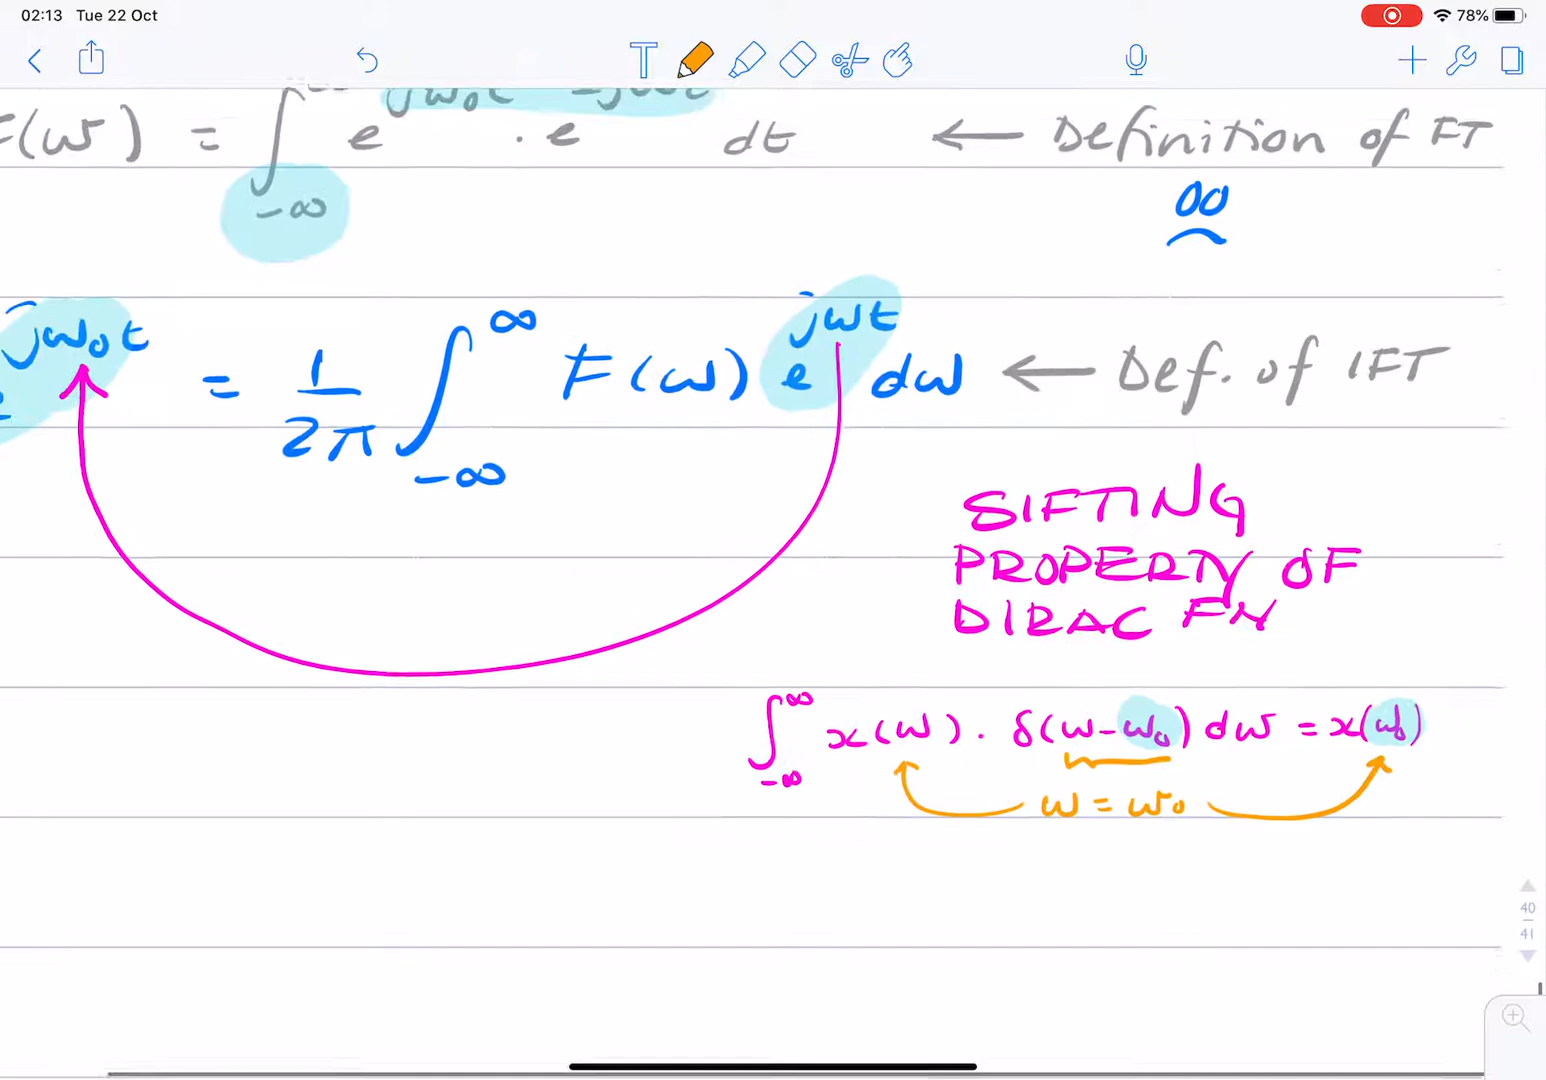 02:13 Tue 22 Oct 78%
T
F(ω) = ∫ -∞ e^jω₀t · e^-jωt dt ← Definition of FT
e^jω₀t = 1/2π ∫ -∞ ∞ F(ω) e^jωt dω ← Def. of IFT
SIFTING
PROPERTY OF
DIRAC FN
∫ -∞ ∞ x(ω) · δ(ω-ω₀) dω = x(ω₀)
ω = ω₀
40
41